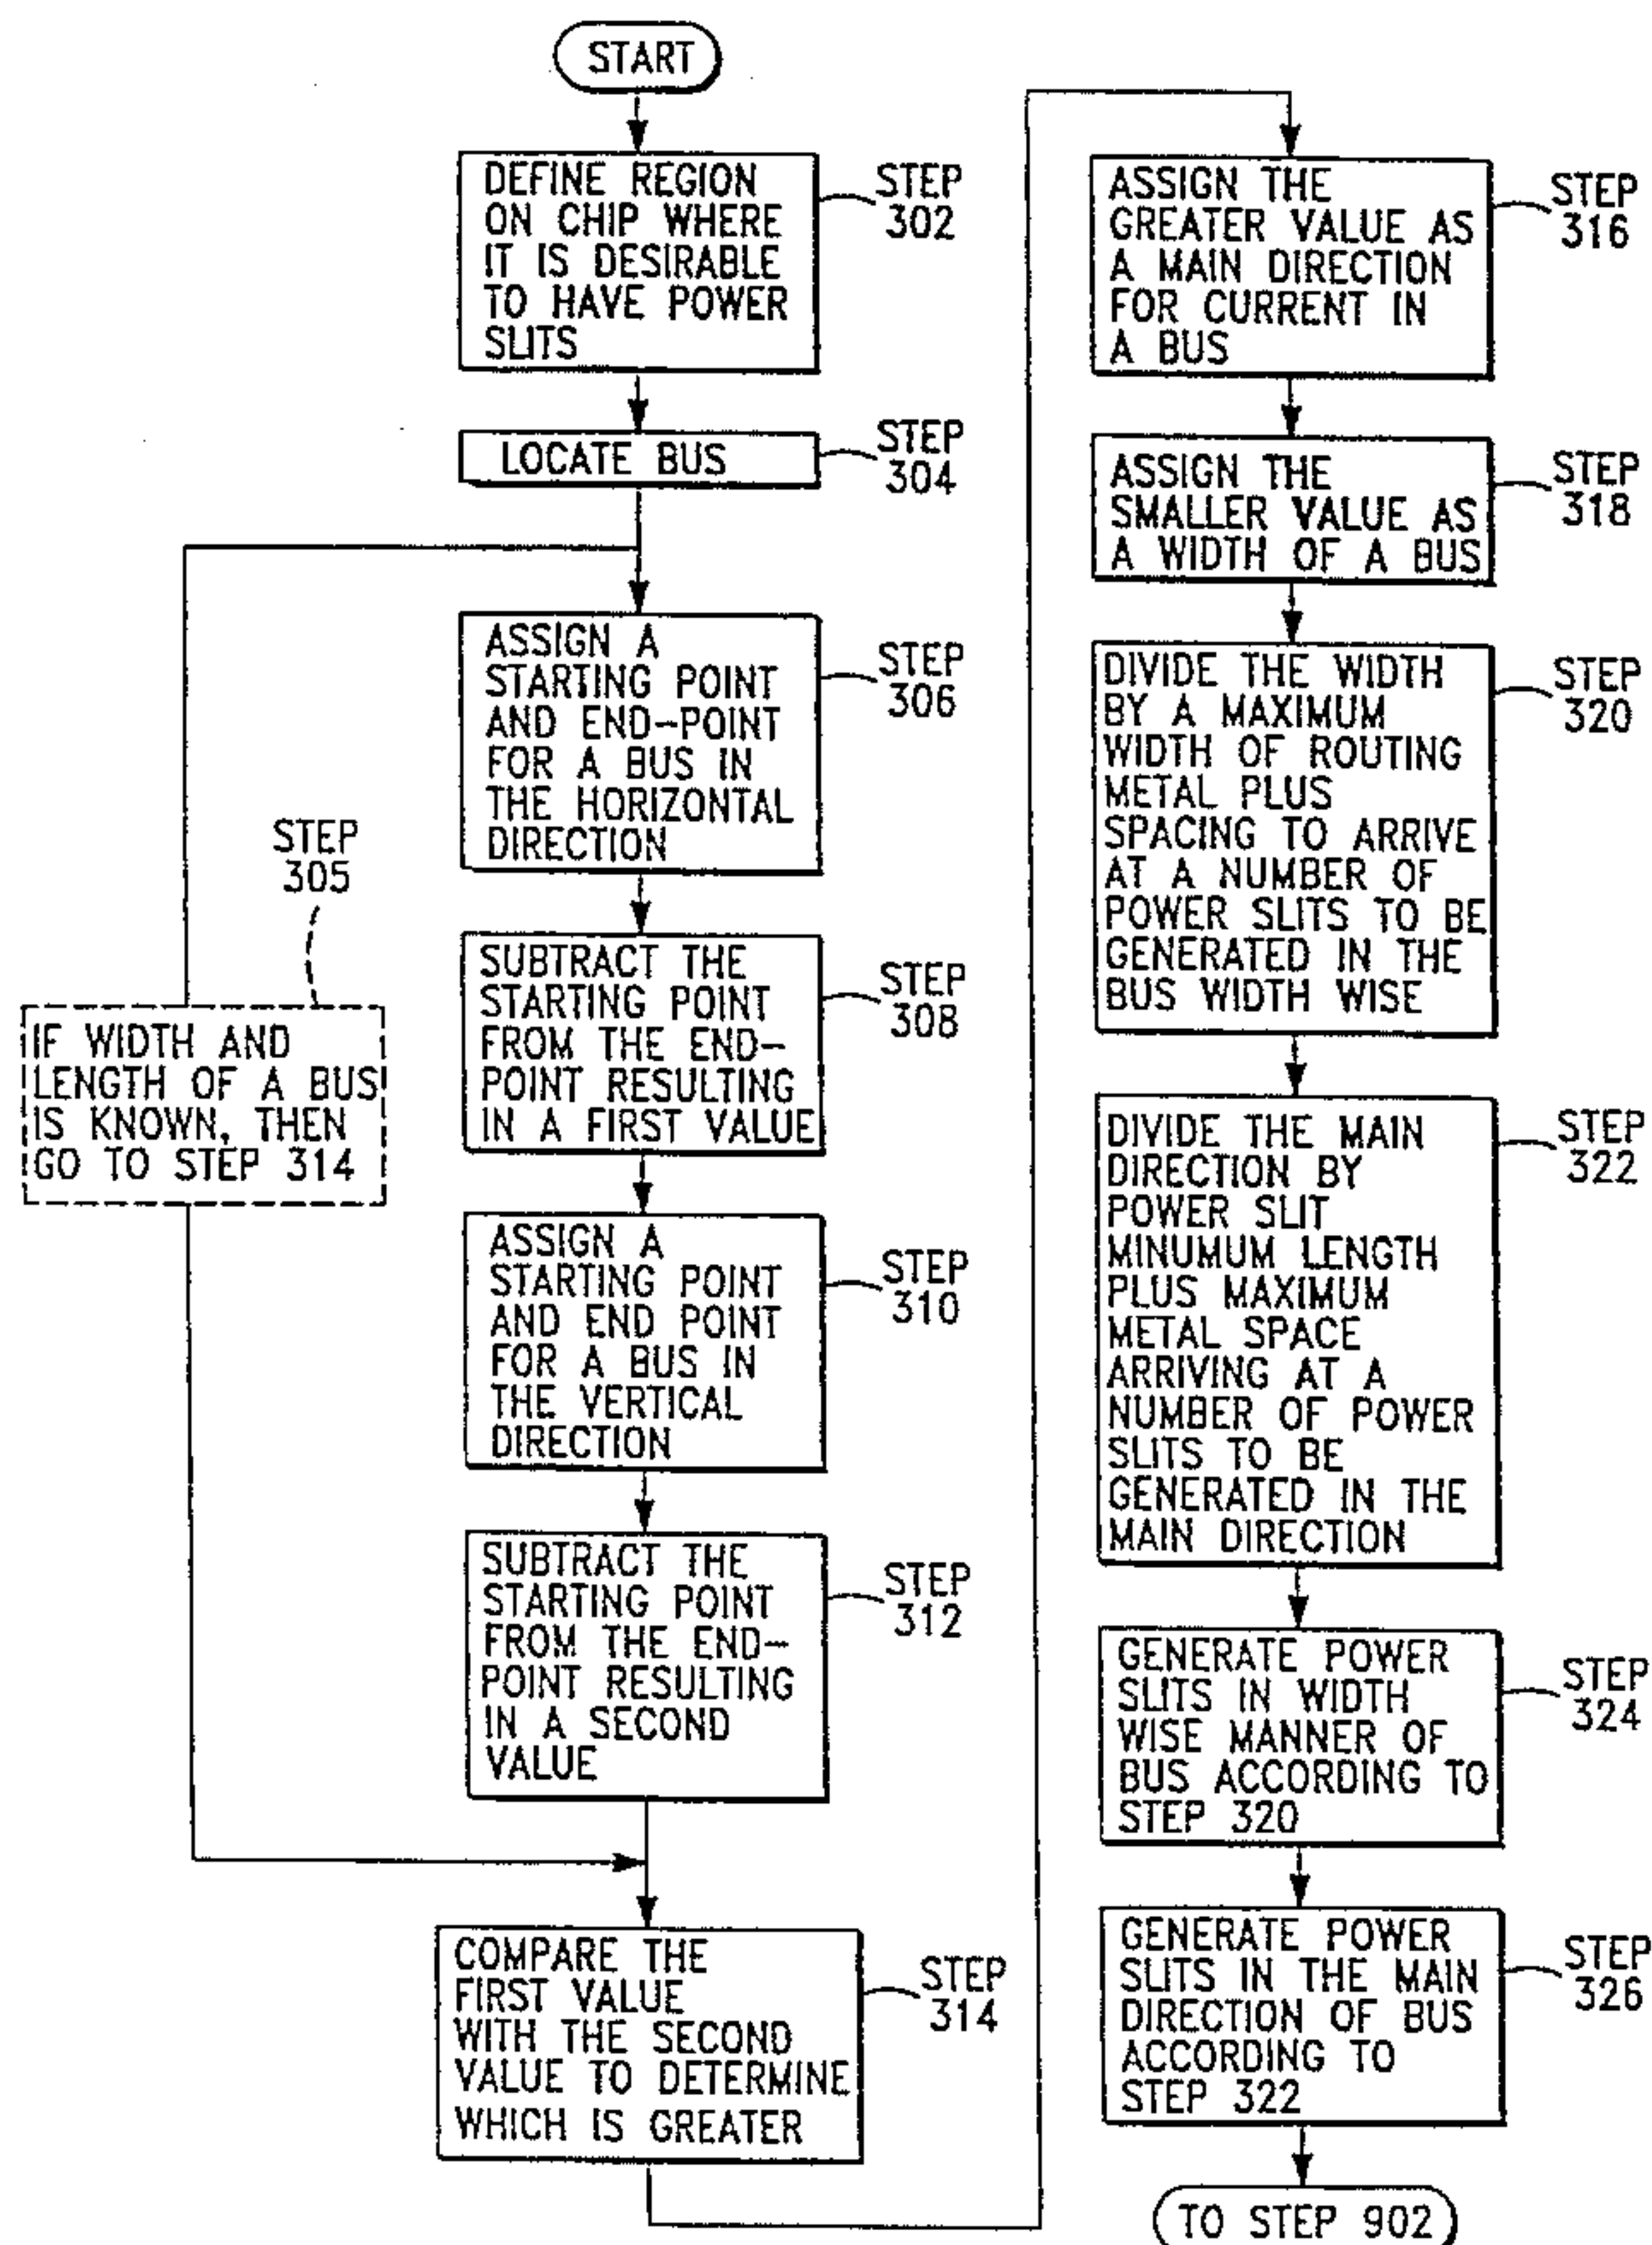 START
DEFINE REGION
ON CHIP WHERE
IT IS DESIRABLE
TO HAVE POWER
SLITS
STEP
302
LOCATE BUS
STEP
304
ASSIGN A
STARTING POINT
AND END-POINT
FOR A BUS IN
THE HORIZONTAL
DIRECTION
STEP
306
STEP
305
IF WIDTH AND
LENGTH OF A BUS
IS KNOWN, THEN
GO TO STEP 314
SUBTRACT THE
STARTING POINT
FROM THE END-
POINT RESULTING
IN A FIRST VALUE
STEP
308
ASSIGN A
STARTING POINT
AND END POINT
FOR A BUS IN
THE VERTICAL
DIRECTION
STEP
310
SUBTRACT THE
STARTING POINT
FROM THE END-
POINT RESULTING
IN A SECOND
VALUE
STEP
312
COMPARE THE
FIRST VALUE
WITH THE SECOND
VALUE TO DETERMINE
WHICH IS GREATER
STEP
314
ASSIGN THE
GREATER VALUE AS
A MAIN DIRECTION
FOR CURRENT IN
A BUS
STEP
316
ASSIGN THE
SMALLER VALUE AS
A WIDTH OF A BUS
STEP
318
DIVIDE THE WIDTH
BY A MAXIMUM
WIDTH OF ROUTING
METAL PLUS
SPACING TO ARRIVE
AT A NUMBER OF
POWER SLITS TO BE
GENERATED IN THE
BUS WIDTH WISE
STEP
320
DIVIDE THE MAIN
DIRECTION BY
POWER SLIT
MINUMUM LENGTH
PLUS MAXIMUM
METAL SPACE
ARRIVING AT A
NUMBER OF POWER
SLITS TO BE
GENERATED IN THE
MAIN DIRECTION
STEP
322
GENERATE POWER
SLITS IN WIDTH
WISE MANNER OF
BUS ACCORDING TO
STEP 320
STEP
324
GENERATE POWER
SLITS IN THE MAIN
DIRECTION OF BUS
ACCORDING TO
STEP 322
STEP
326
TO STEP 902